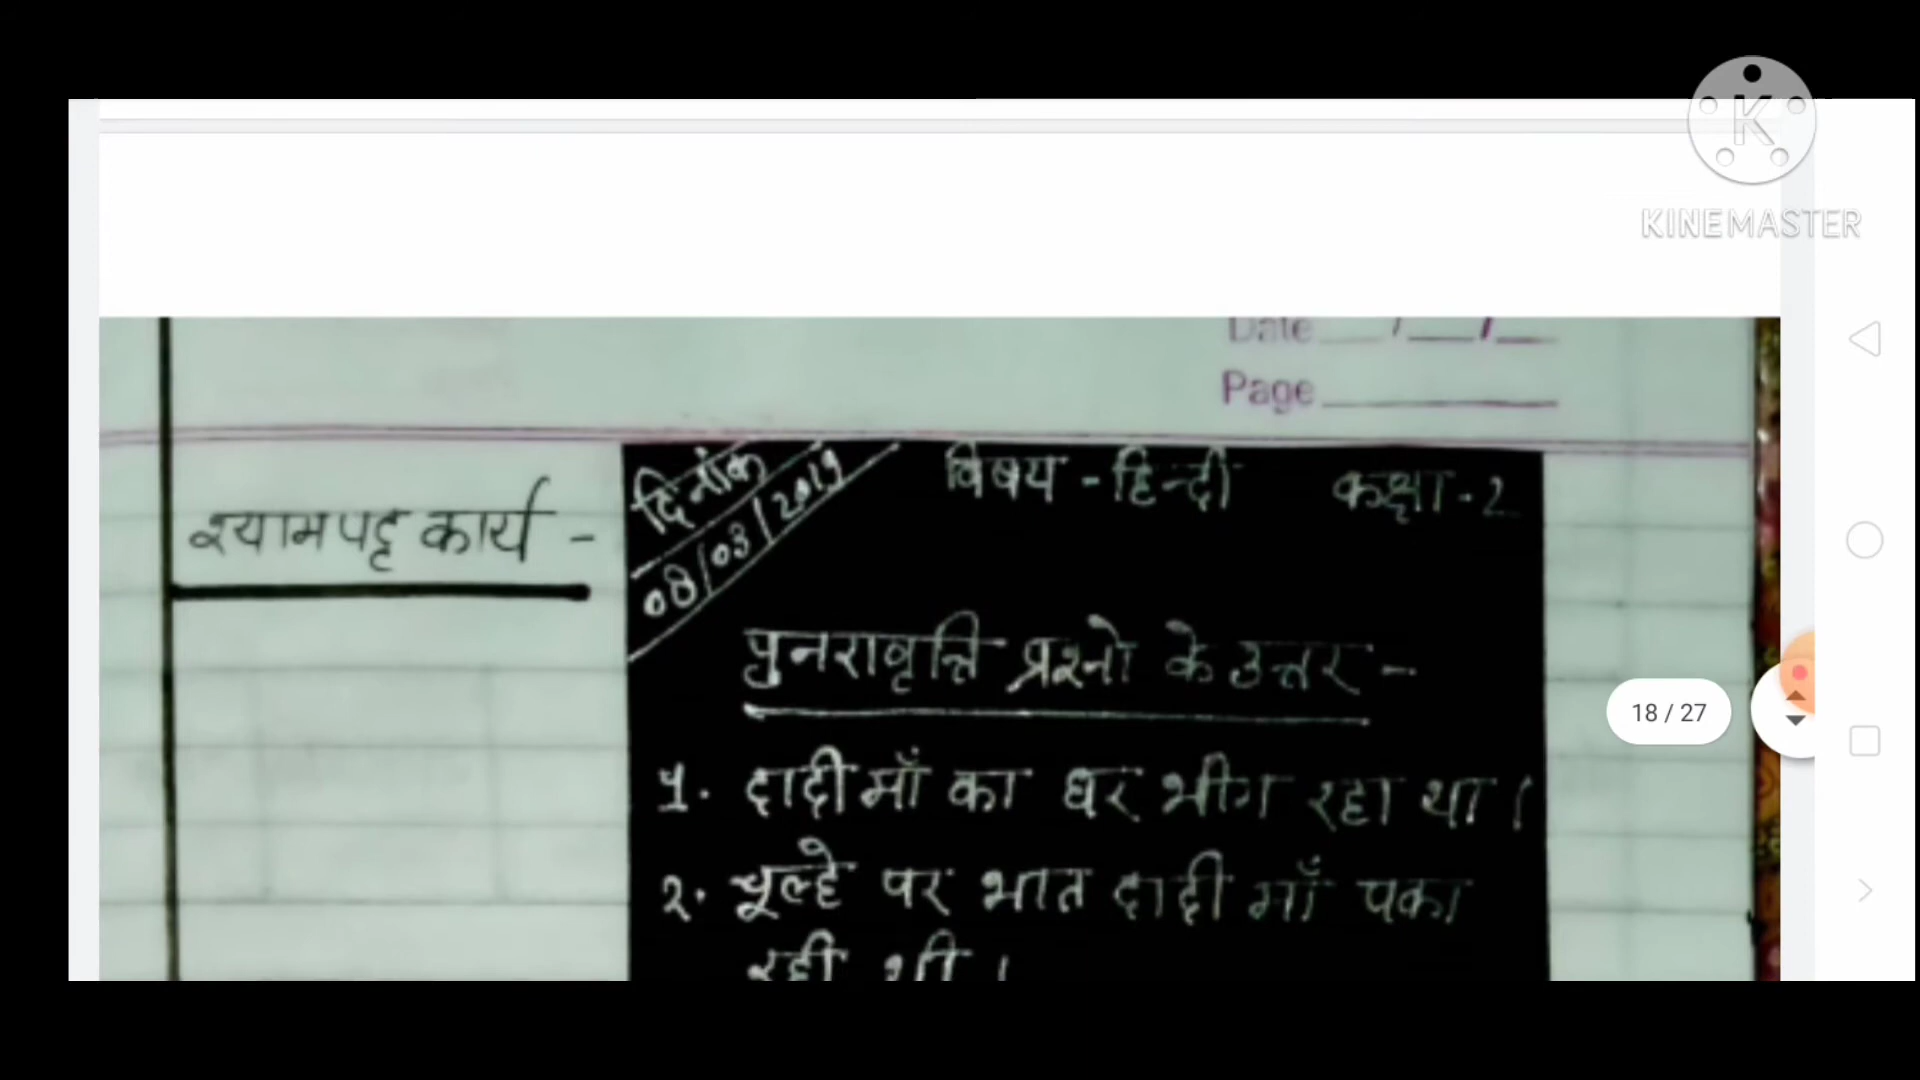 K
KINEMASTER
Date / /
Page
श्यामपट्ट कार्य -
दिनांक
08/03/2019
विषय - हिन्दी कक्षा - 2
पुनरावृत्ति प्रश्नो के उत्तर -
1. दादी माँ का घर भीग रहा था।
2. चूल्हे पर भात दादी माँ पका
रही थी।
18 / 27